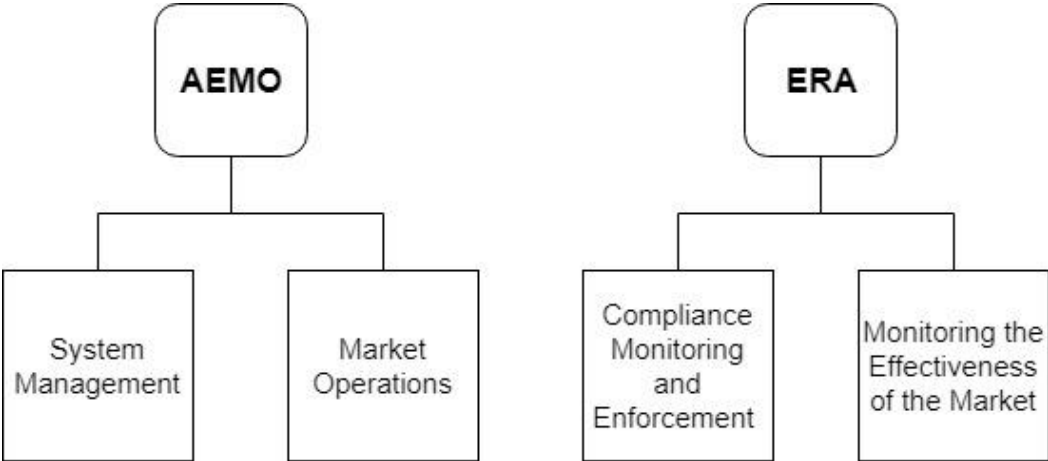 AEMO
ERA
System
Management
Market
Operations
Compliance
Monitoring
and
Enforcement
Monitoring the
Effectiveness
of the Market